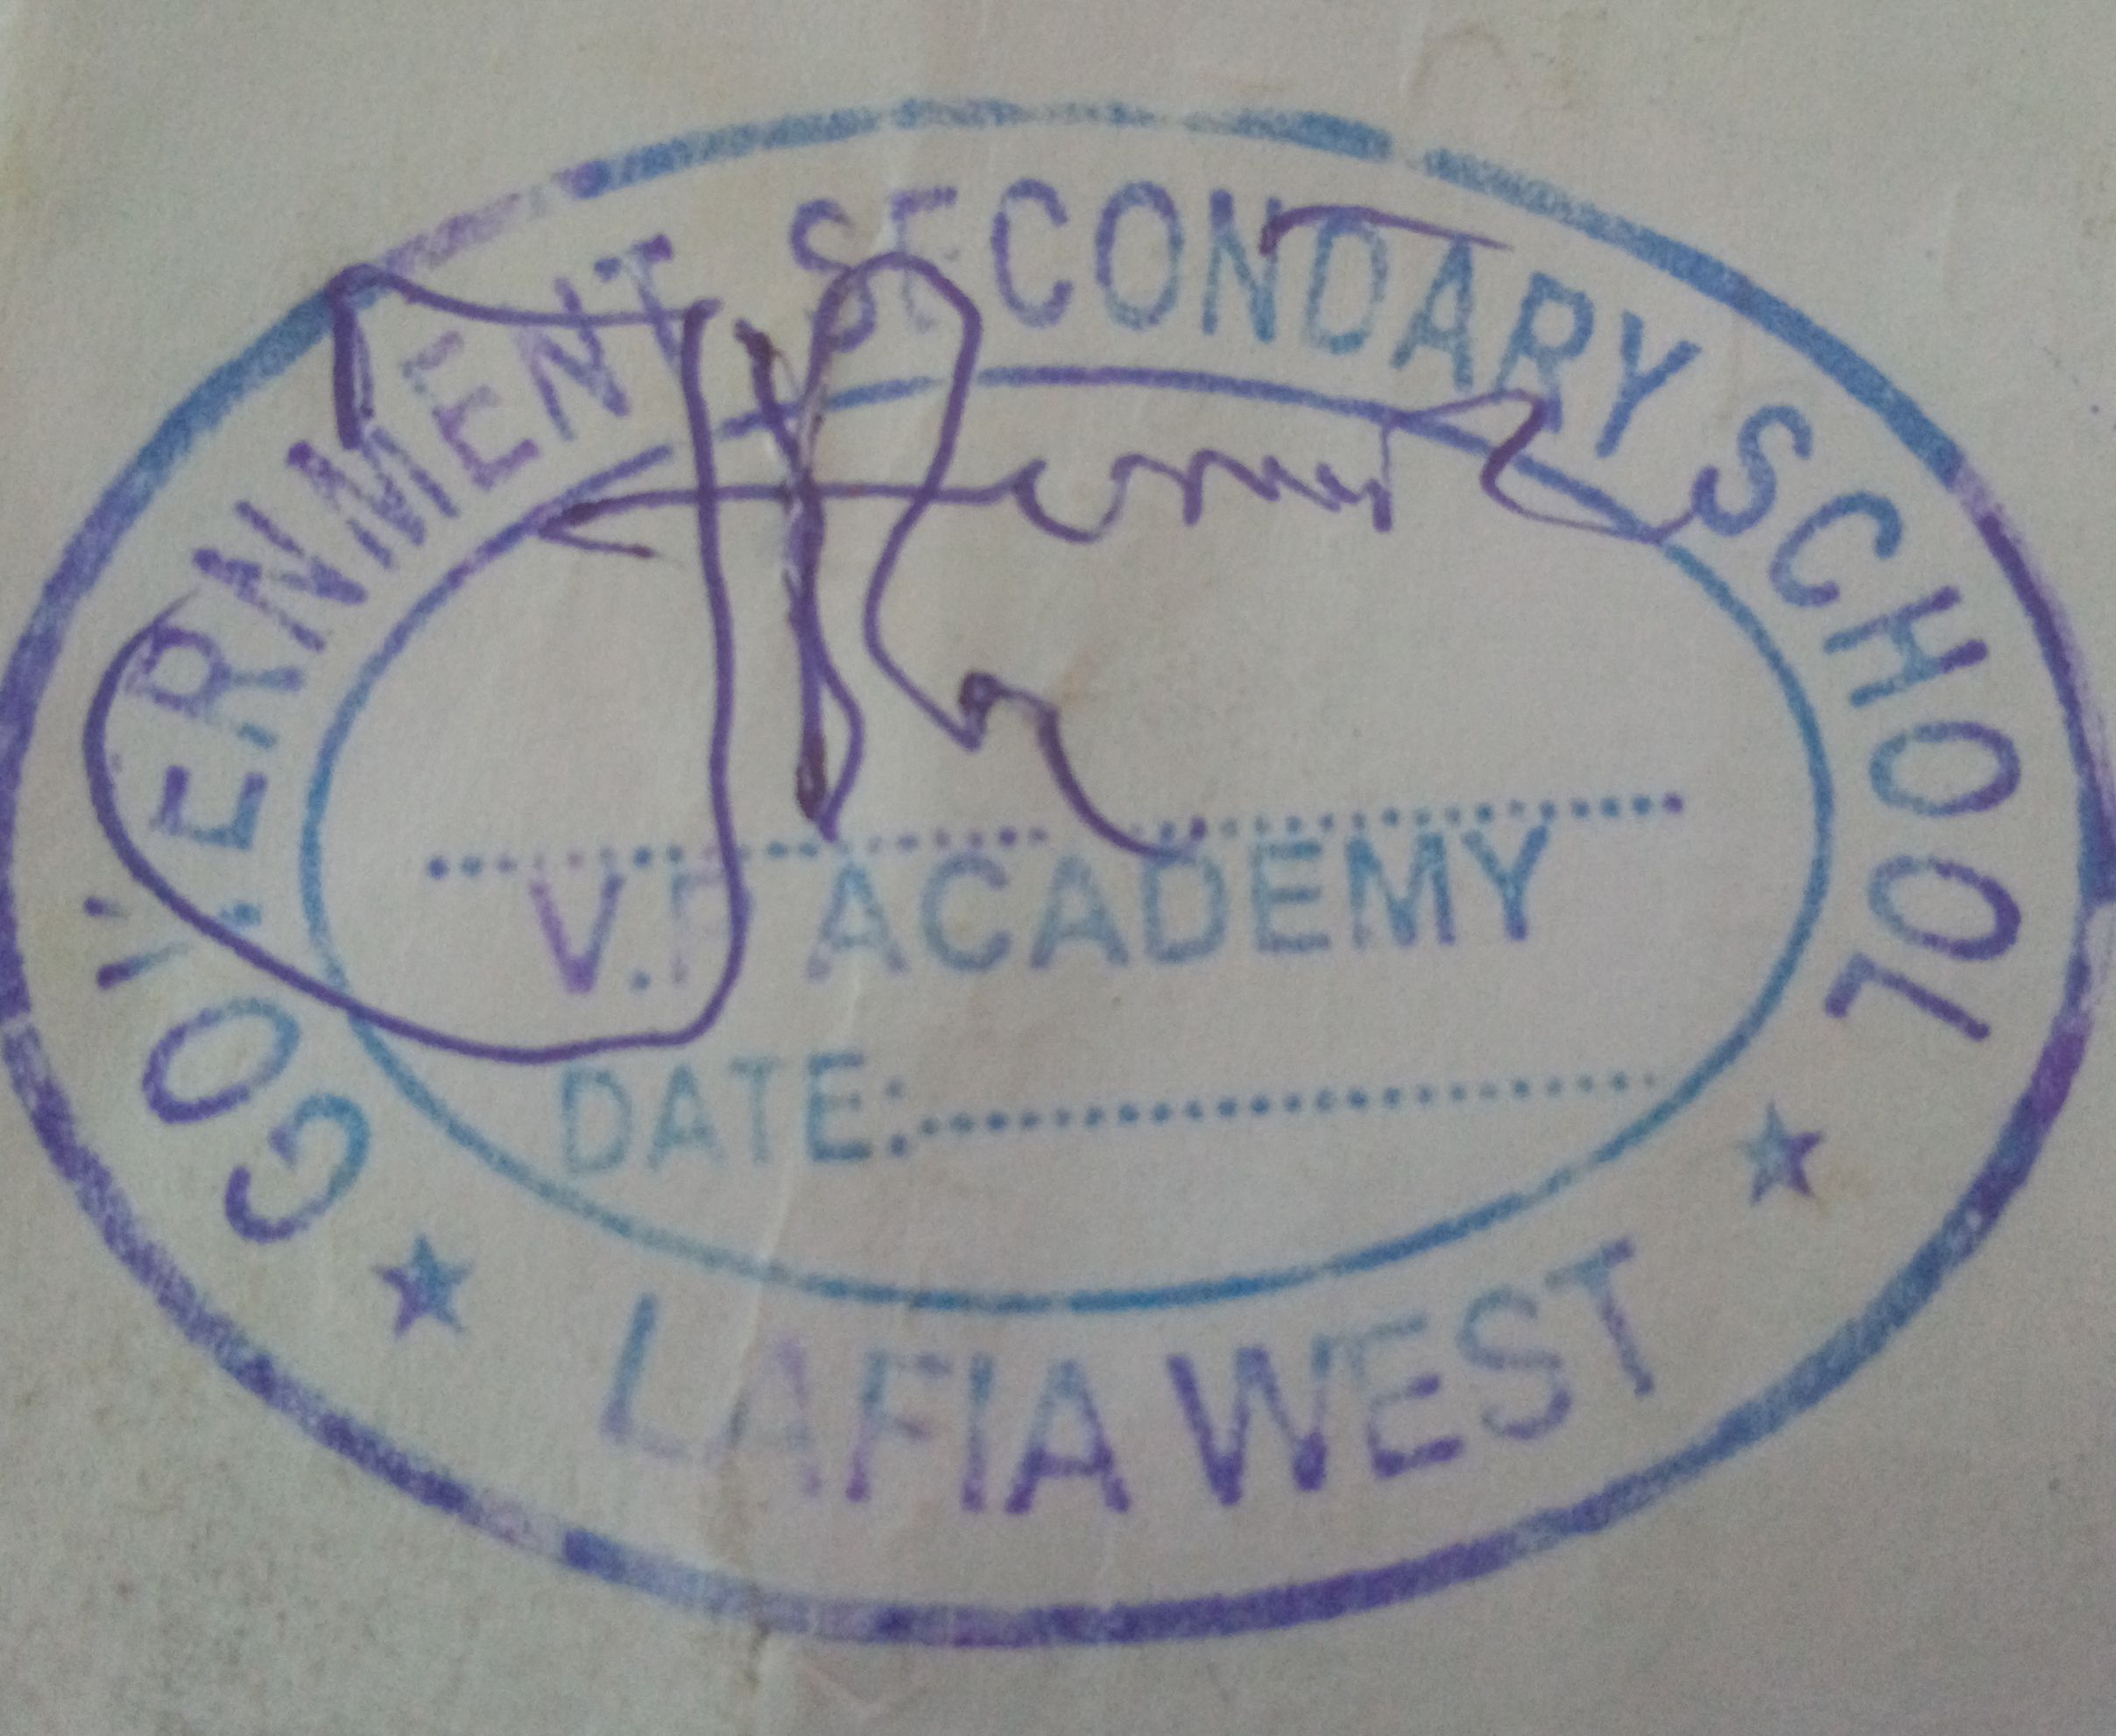 GOVERNMENT SECONDARY SCHOOL
V.P ACADEMY
DATE:
LAFIA WEST